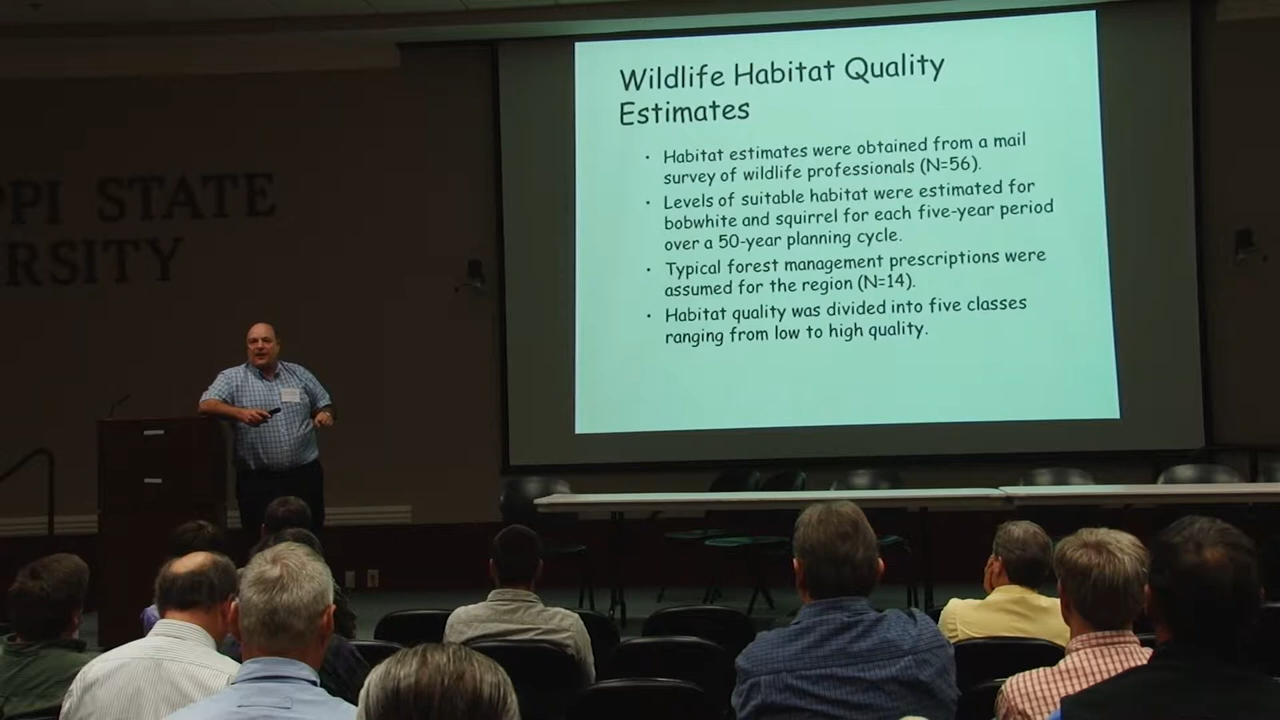 PPI STATE
RSITY
Wildlife Habitat Quality
Estimates
• Habitat estimates were obtained from a mail
survey of wildlife professionals (N=56).
• Levels of suitable habitat were estimated for
bobwhite and squirrel for each five-year period
over a 50-year planning cycle.
• Typical forest management prescriptions were
assumed for the region (N=14).
• Habitat quality was divided into five classes
ranging from low to high quality.